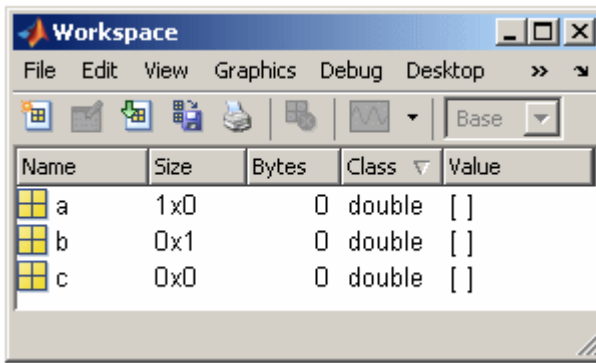 Workspace
File Edit View Graphics Debug Desktop »
Base
Name Size Bytes Class Value
a 1x0 0 double [ ]
b 0x1 0 double [ ]
c 0x0 0 double [ ]